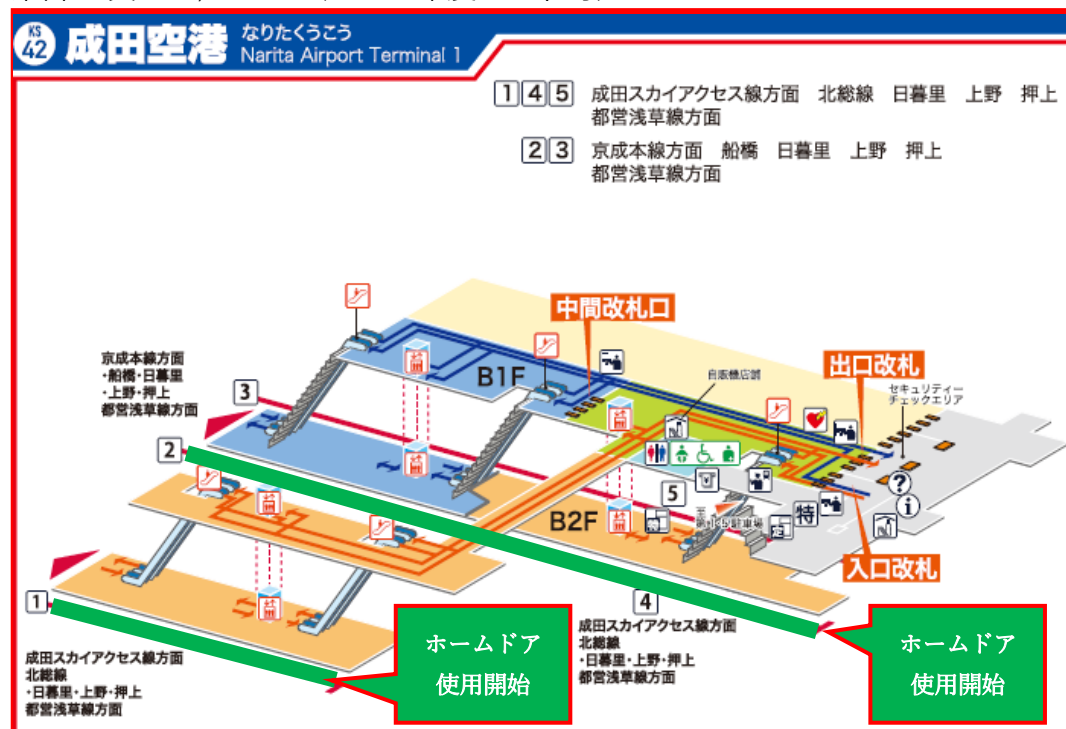 KS
42
成田空港
なりたくうこう
Narita Airport Terminal 1
1 4 5 成田スカイアクセス線方面 北総線 日暮里 上野 押上
都営浅草線方面
2 3 京成本線方面 船橋 日暮里 上野 押上
都営浅草線方面
中間改札口
出口改札
セキュリティー
チェックエリア
自販機店舗
B1F
京成本線方面
・船橋・日暮里
・上野・押上
都営浅草線方面
3
2
5
B2F
特
?
i
入口改札
1
成田スカイアクセス線方面
北総線
・日暮里・上野・押上
都営浅草線方面
ホームドア
使用開始
4
成田スカイアクセス線方面
北総線
・日暮里・上野・押上
都営浅草線方面
ホームドア
使用開始